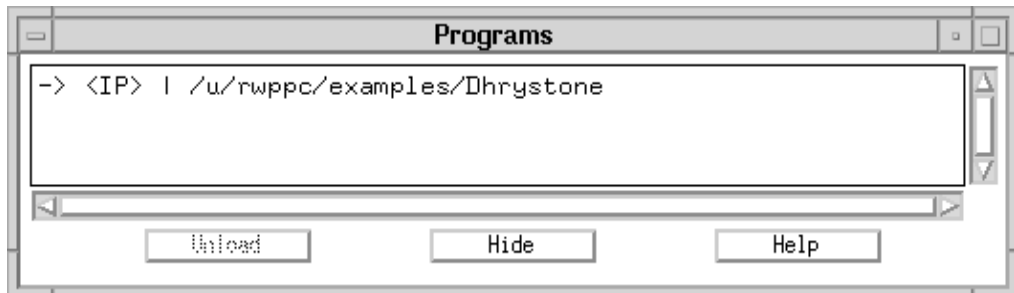 Programs
-> <IP> | /u/rwppc/examples/Dhrystone
Unload Hide Help